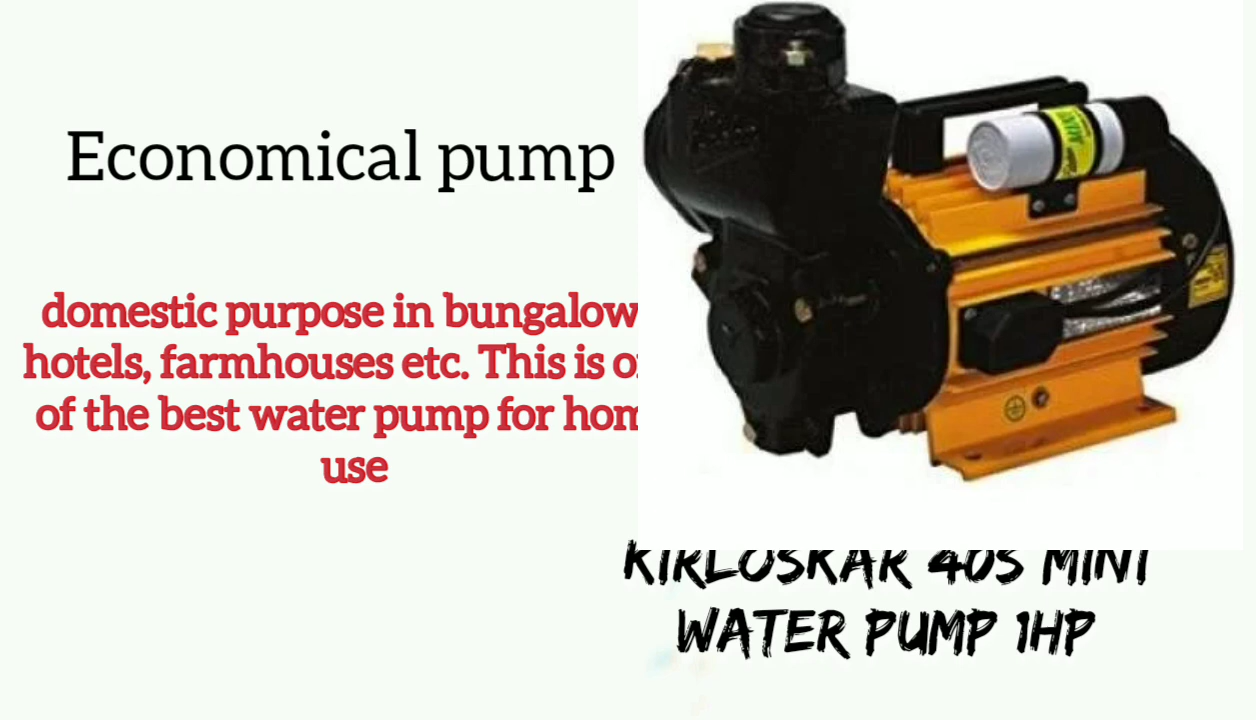 Economical pump
domestic purpose in bungalow
hotels, farmhouses etc. This is o
of the best water pump for hom
use
KIRLOSKAR 40S MINI
WATER PUMP 1HP